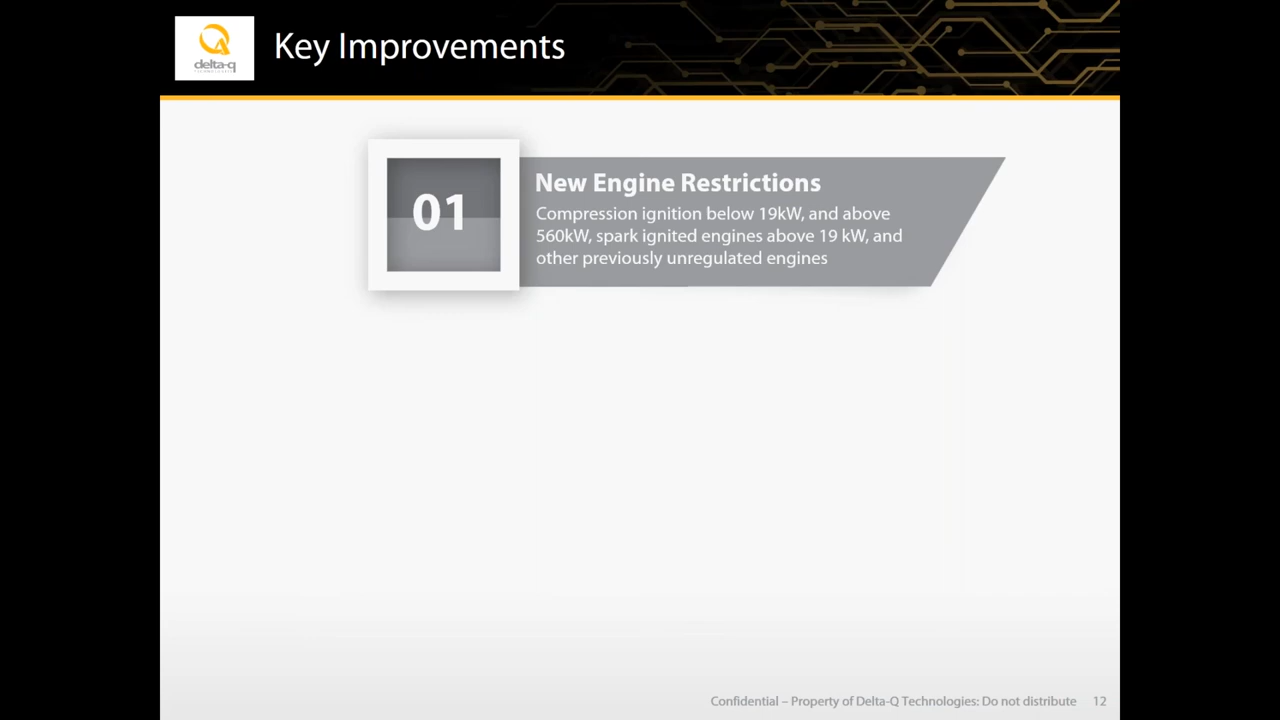 delta-q
TECHNOLOGIES
Key Improvements
01
New Engine Restrictions
Compression ignition below 19kW, and above
560kW, spark ignited engines above 19 kW, and
other previously unregulated engines
Confidential – Property of Delta-Q Technologies: Do not distribute 12